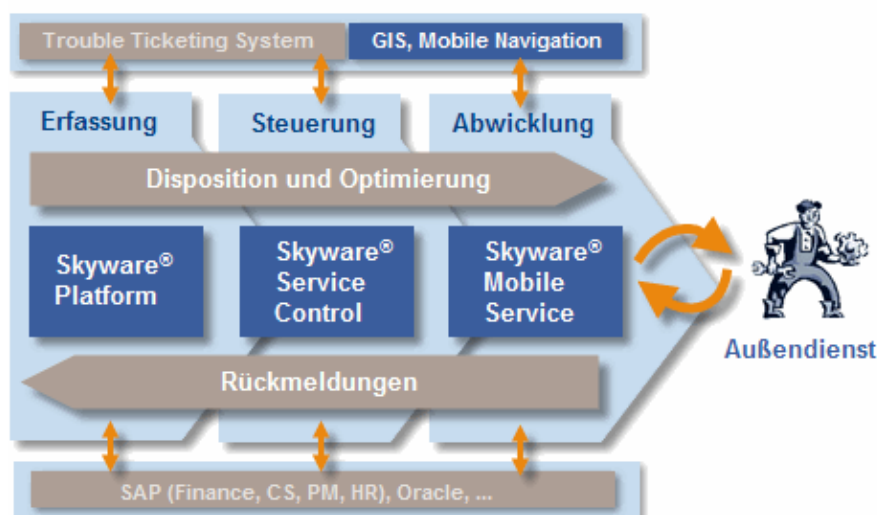 Trouble Ticketing System
GIS, Mobile Navigation
Erfassung
Steuerung
Abwicklung
Disposition und Optimierung
Skyware®
Platform
Skyware®
Service
Control
Skyware®
Mobile
Service
Außendienst
Rückmeldungen
SAP (Finance, CS, PM, HR), Oracle, ...